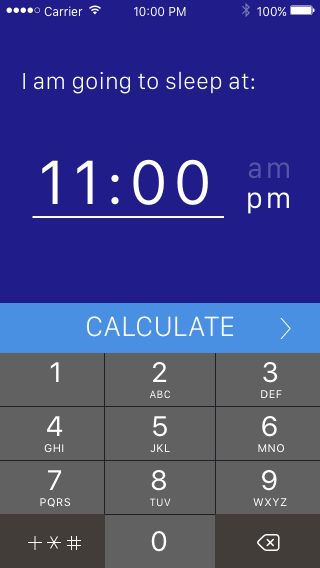 Carrier 10:00 PM 100%
I am going to sleep at:
am
11:00
pm
CALCULATE
1 2 3
ABC DEF
4 5 6
GHI JKL MNO
7 8 9
PQRS TUV WXYZ
+*# 0